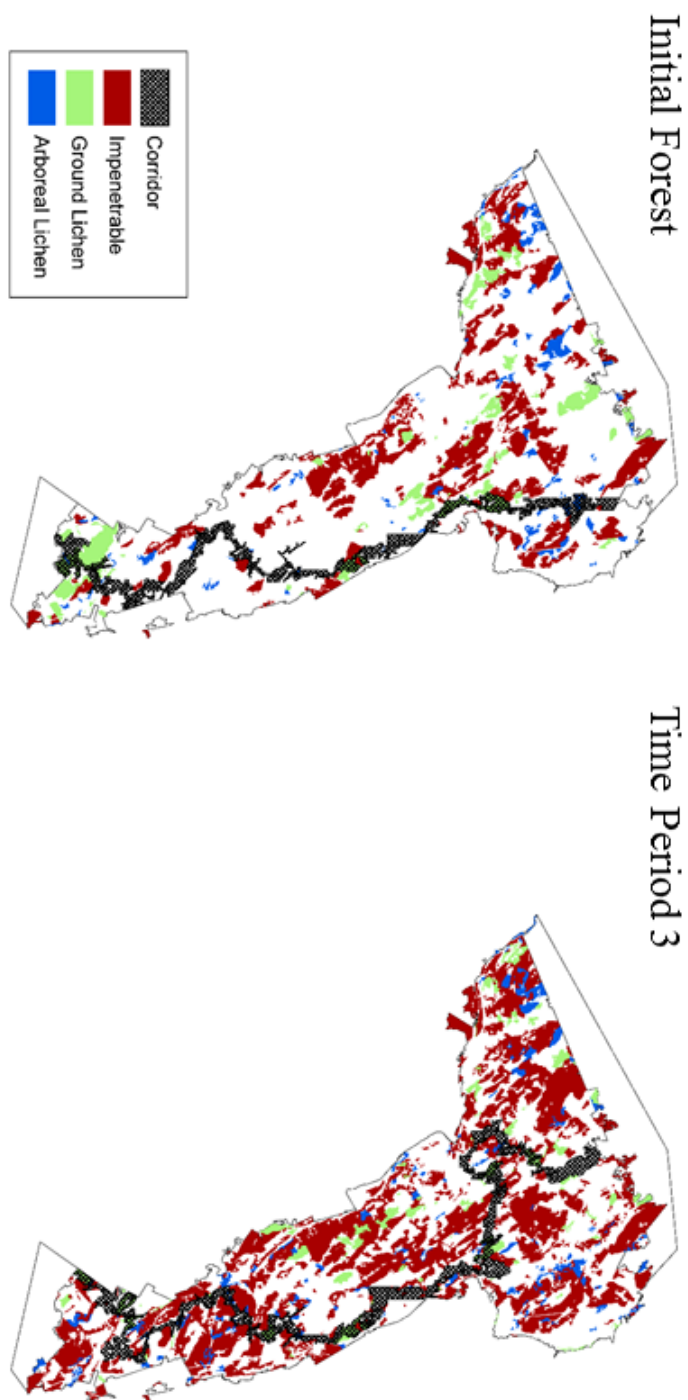 Initial Forest
Time Period 3
Corridor
Impenetrable
Ground Lichen
Arboreal Lichen